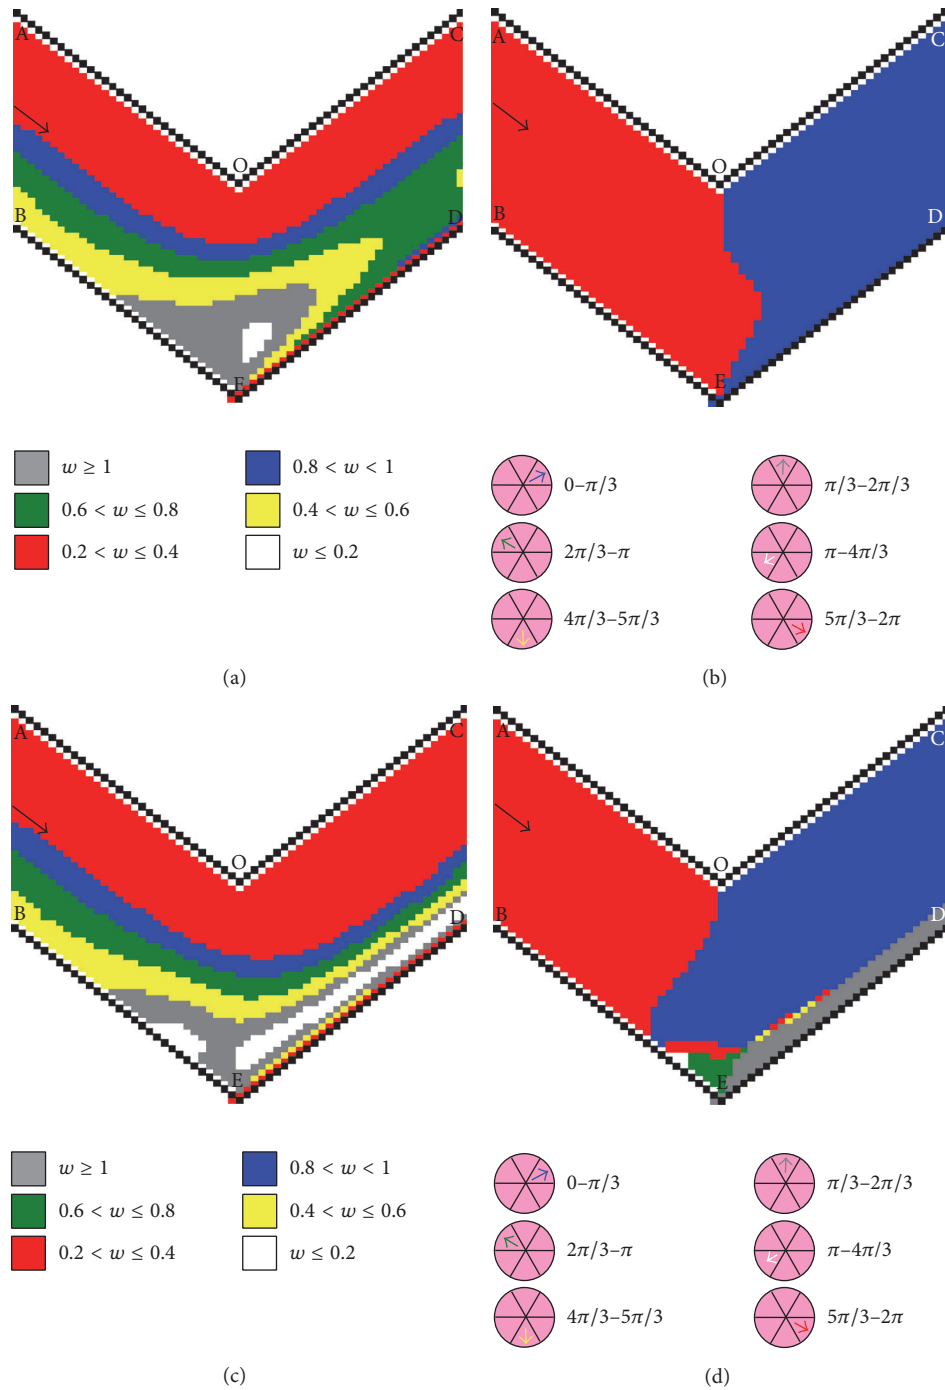 A C A C
O O
B D B D
E E
w ≥ 1 0.8 < w < 1 0–π/3 π/3–2π/3
0.6 < w ≤ 0.8 0.4 < w ≤ 0.6 2π/3–π π–4π/3
0.2 < w ≤ 0.4 w ≤ 0.2 4π/3–5π/3 5π/3–2π
(a) (b)
A C A C
O O
B D B D
E E
w ≥ 1 0.8 < w < 1 0–π/3 π/3–2π/3
0.6 < w ≤ 0.8 0.4 < w ≤ 0.6 2π/3–π π–4π/3
0.2 < w ≤ 0.4 w ≤ 0.2 4π/3–5π/3 5π/3–2π
(c) (d)